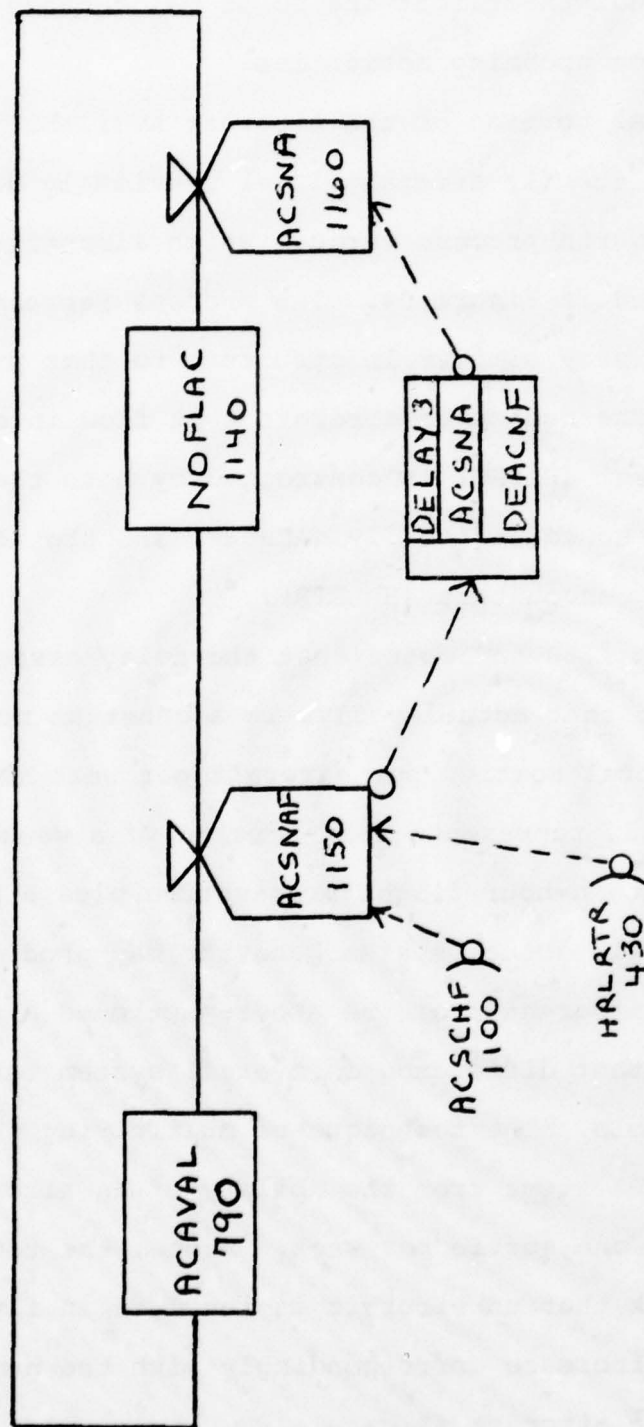 ACAVAL
790
ACSNAF
1150
NOFLAC
1140
ACSNA
1160
ACSCHF
1100
HRLRTR
430
DELAY 3
ACSNA
DEACNF